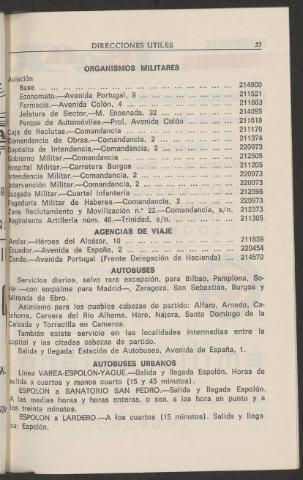 DIRECCIONES UTILES 55
ORGANISMOS MILITARES
Aviación
Base ... 214600
Economato.—Avenida Portugal, 9 ... 211521
Farmacia.—Avenida Colón, 4 ... 211663
Jefatura de Sector.—M. Ensenada, 32 ... 214095
Parque de Automóviles.—Prol. Avenida Colón ... 211618
Caja de Reclutas.—Comandancia ... 211170
Comandancia de Obras.—Comandancia, 2 ... 211374
Depósito de Intendencia.—Comandancia, 2 ... 220973
Gobierno Militar.—Comandancia ... 212505
Hospital Militar.—Carretera Burgos ... 211205
Intendencia Militar.—Comandancia, 2 ... 220973
Intervención Militar.—Comandancia, 2 ... 220973
Juzgado Militar.—Cuartel Infantería ... 212598
Pagaduría Militar de Haberes.—Comandancia, 2 ... 220973
Zona Reclutamiento y Movilización n.º 22.—Comandancia, s/n. 212373
Regimiento Artillería núm. 46.—Trinidad, s/n. ... 211305
AGENCIAS DE VIAJE
Amlar.—Héroes del Alcázar, 10 ... 211859
Ecuador.—Avenida de España, 2 ... 220454
Conde.—Avenida Portugal (Frente Delegación de Hacienda) ... 214570
AUTOBUSES
Servicios diarios, salvo rara excepción, para Bilbao, Pamplona, So-
ria —con empalme para Madrid—, Zaragoza, San Sebastián, Burgos y
Miranda de Ebro.
Asimismo para los pueblos cabezas de partido: Alfaro, Arnedo, Ca-
lahorra, Cervera del Río Alhama, Haro, Nájera, Santo Domingo de la
Calzada y Torrecilla en Cameros.
También existe servicio en las localidades intermedias entre la
capital y las citadas cabezas de partido.
Salida y llegada: Estación de Autobuses, Avenida de España, 1.
AUTOBUSES URBANOS
Línea VAREA-ESPOLON-YAGUE.—Salida y llegada Espolón. Horas de
salida a cuartos y menos cuarto (15 y 45 minutos).
ESPOLON a SANATORIO SAN PEDRO.—Salida y llegada Espolón.
A las medias horas y horas enteras, o sea, a las hora en punto y a
los treinta minutos.
ESPOLON a LARDERO.—A los cuartos (15 minutos). Salida y llega-
da: Espolón.